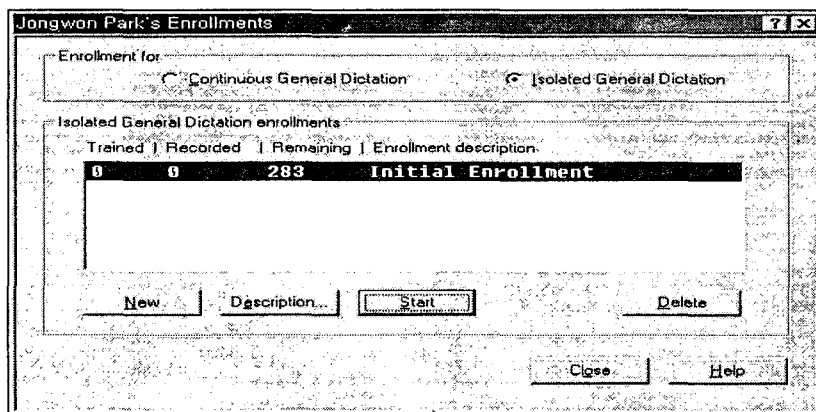 Jongwon Park's Enrollments
Enrollment for
Continuous General Dictation Isolated General Dictation
Isolated General Dictation enrollments
Trained | Recorded | Remaining | Enrollment description
0 0 283 Initial Enrollment
New Description... Start Delete
Close Help